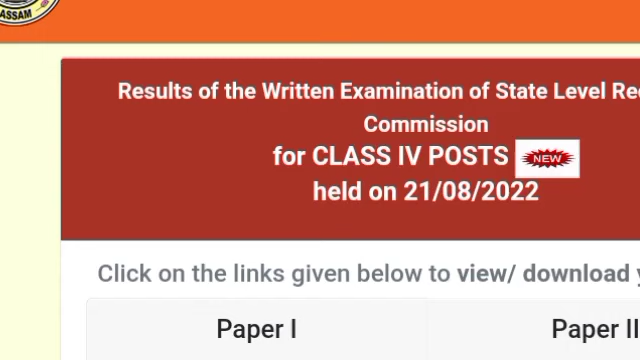 ASSAM
Results of the Written Examination of State Level
Commission
for CLASS IV POSTS NEW
held on 21/08/2022
Click on the links given below to view/ download
Paper I Paper II